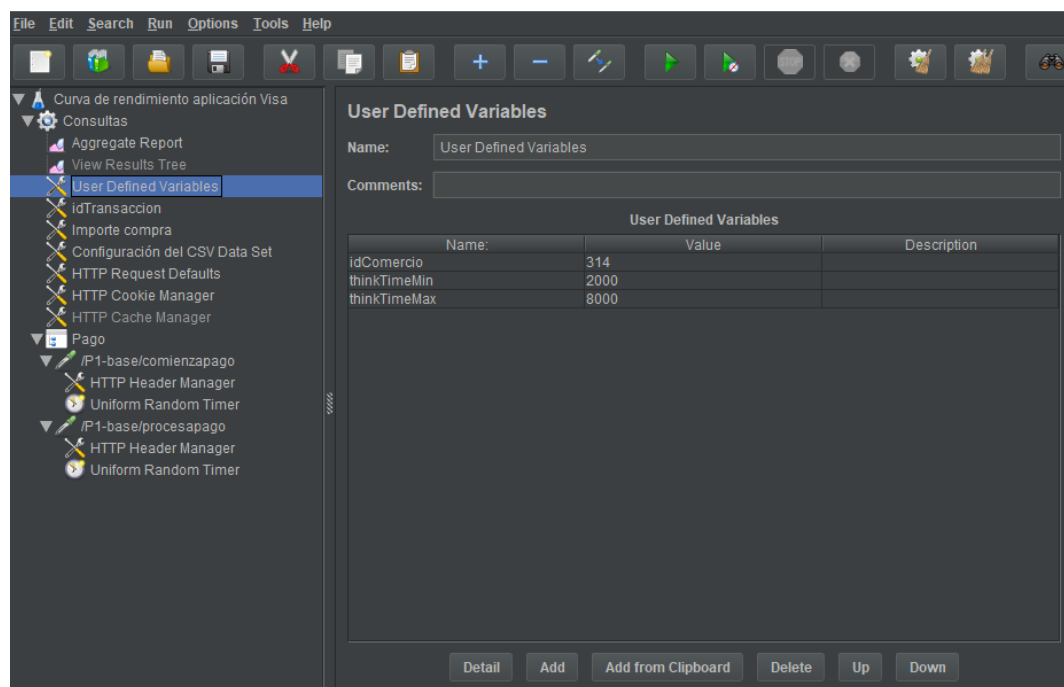 File Edit Search Run Options Tools Help
STOP
Curva de rendimiento aplicación Visa
Consultas
Aggregate Report
View Results Tree
User Defined Variables
idTransaccion
Importe compra
Configuración del CSV Data Set
HTTP Request Defaults
HTTP Cookie Manager
HTTP Cache Manager
Pago
/P1-base/comienzapago
HTTP Header Manager
Uniform Random Timer
/P1-base/procesapago
HTTP Header Manager
Uniform Random Timer
User Defined Variables
Name: User Defined Variables
Comments:
User Defined Variables
Name: Value Description
idComercio 314
thinkTimeMin 2000
thinkTimeMax 8000
Detail Add Add from Clipboard Delete Up Down